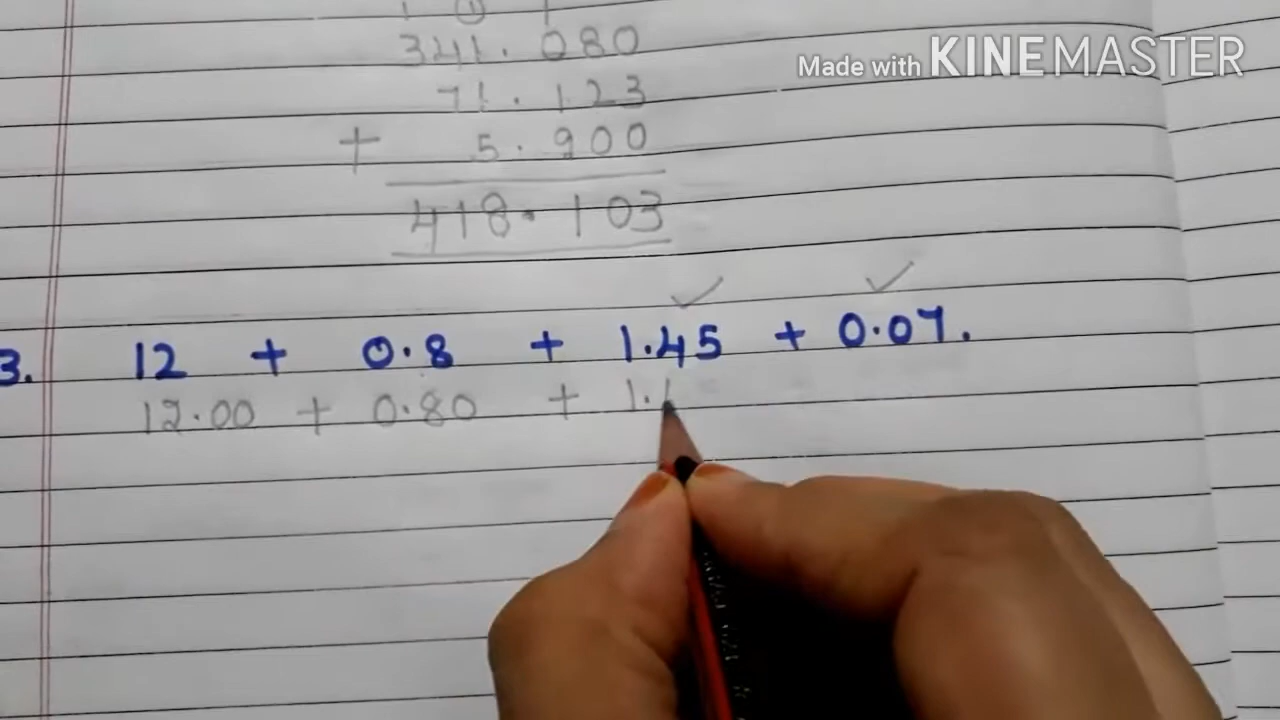 341.080
Made with KINEMASTER
71.123
+ 5.900
418.103
3. 12 + 0.8 + 1.45 + 0.07.
12.00 + 0.80 + 1.